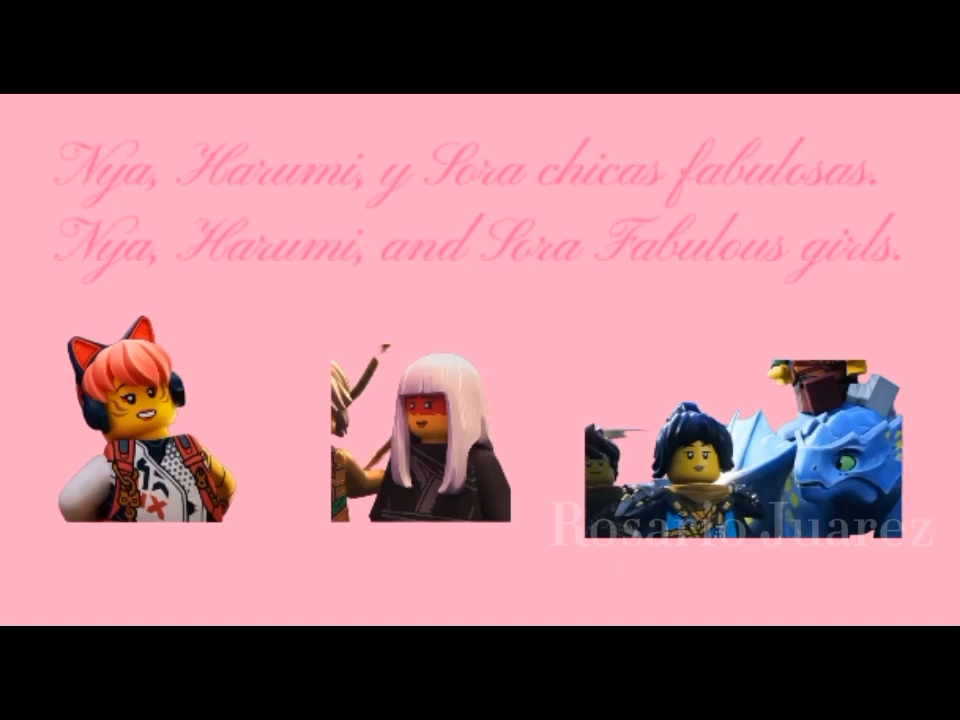 Nya, Harumi, y Sora chicas fabulosas.
Nya, Harumi, and Sora Fabulous girls.
Rosario Juarez